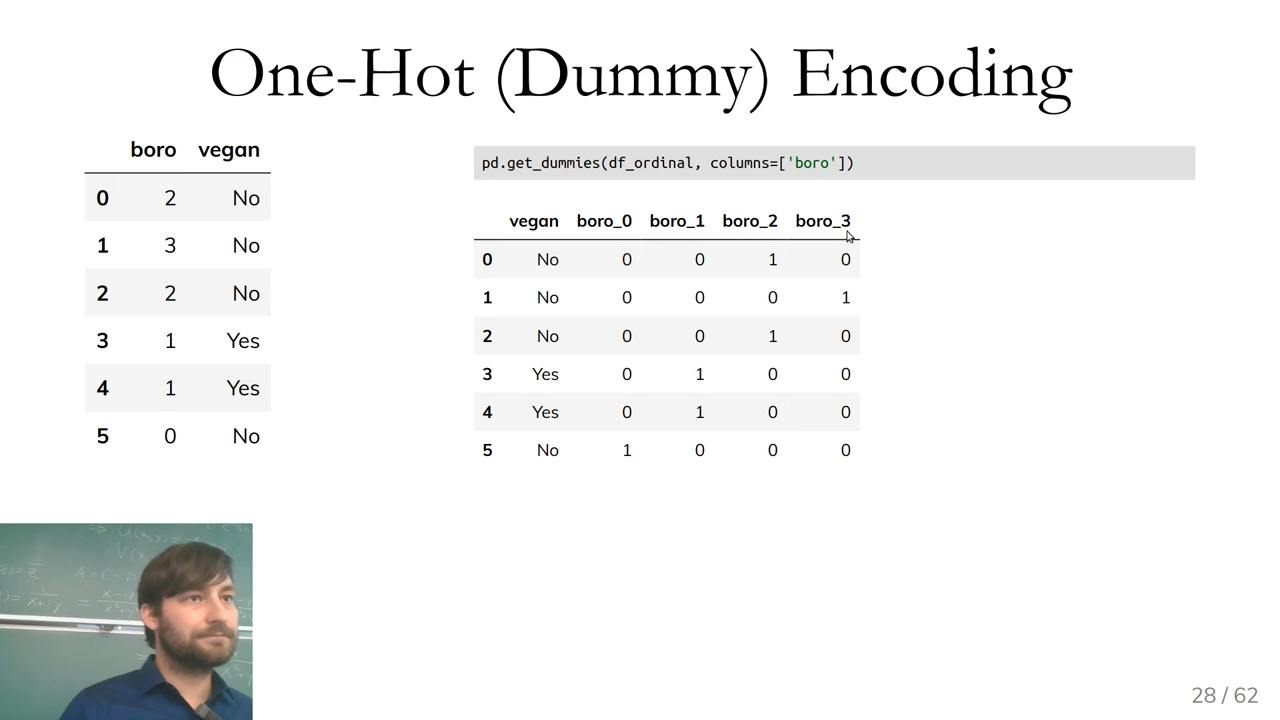 One-Hot (Dummy) Encoding
boro vegan
0 2 No
1 3 No
2 2 No
3 1 Yes
4 1 Yes
5 0 No
pd.get_dummies(df_ordinal, columns=['boro'])
vegan boro_0 boro_1 boro_2 boro_3
0 No 0 0 1 0
1 No 0 0 0 1
2 No 0 0 1 0
3 Yes 0 1 0 0
4 Yes 0 1 0 0
5 No 1 0 0 0
28 / 62